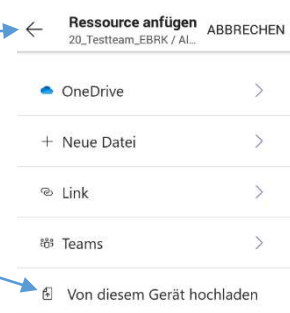 Ressource anfügen
ABBRECHEN
20_Testteam_EBRK / Al...
OneDrive
Neue Datei
Link
Teams
Von diesem Gerät hochladen